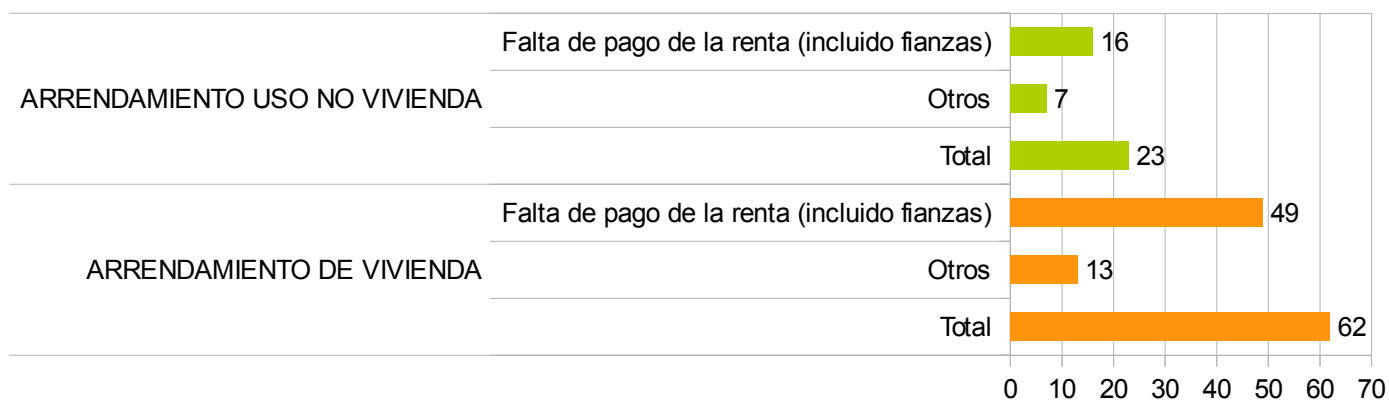 Falta de pago de la renta (incluido fianzas) 16
ARRENDAMIENTO USO NO VIVIENDA Otros 7
Total 23
Falta de pago de la renta (incluido fianzas) 49
ARRENDAMIENTO DE VIVIENDA Otros 13
Total 62
0 10 20 30 40 50 60 70